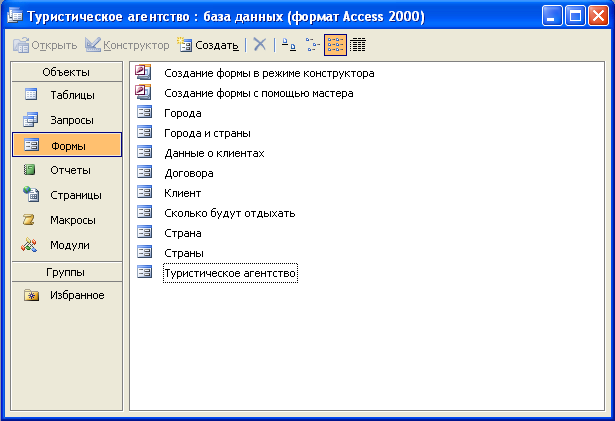 Туристическое агентство : база данных (формат Access 2000)
Открыть Конструктор Создать
Объекты
Таблицы
Запросы
Формы
Отчеты
Страницы
Макросы
Модули
Группы
Избранное
Создание формы в режиме конструктора
Создание формы с помощью мастера
Города
Города и страны
Данные о клиентах
Договора
Клиент
Сколько будут отдыхать
Страна
Страны
Туристическое агентство